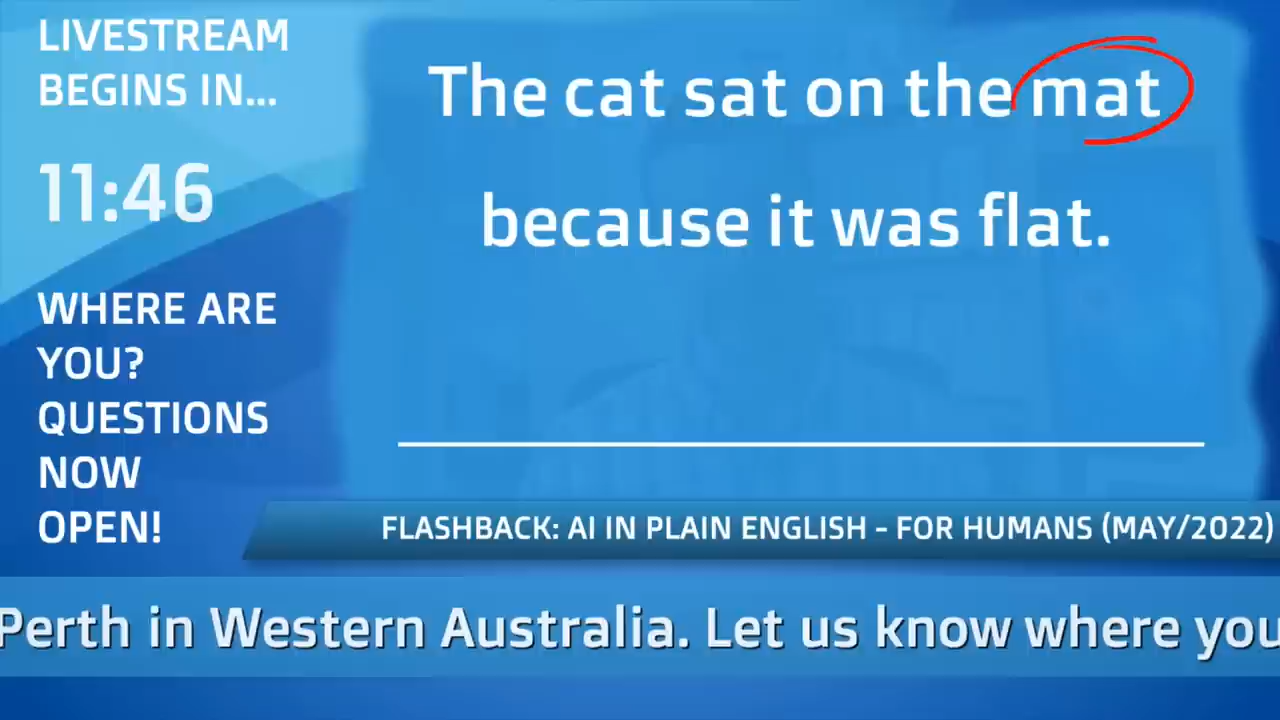 LIVESTREAM
BEGINS IN...
11:46
WHERE ARE
YOU?
QUESTIONS
NOW
OPEN!
The cat sat on the mat
because it was flat.
FLASHBACK: AI IN PLAIN ENGLISH – FOR HUMANS (MAY/2022)
Perth in Western Australia. Let us know where you